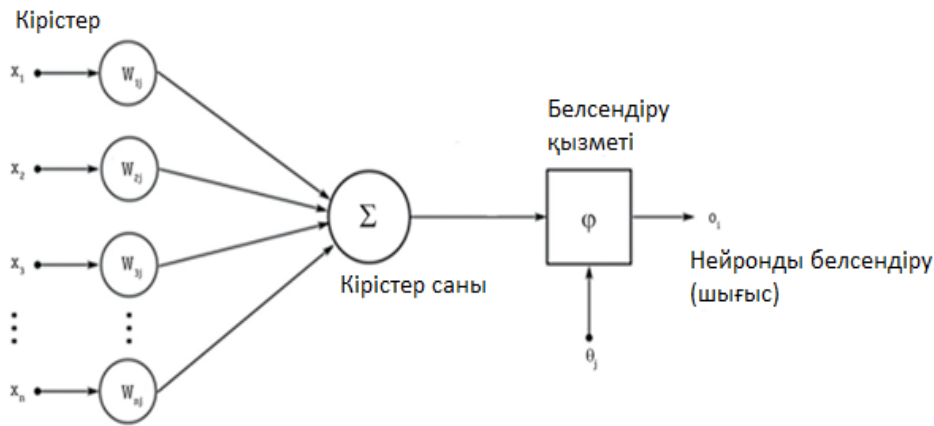 Кірістер
x₁ W₁ⱼ
x₂ W₂ⱼ
x₃ W₃ⱼ
xₙ Wₙⱼ
Σ
Кірістер саны
Белсендіру
қызметі
φ
oⱼ
Нейронды белсендіру
(шығыс)
θⱼ